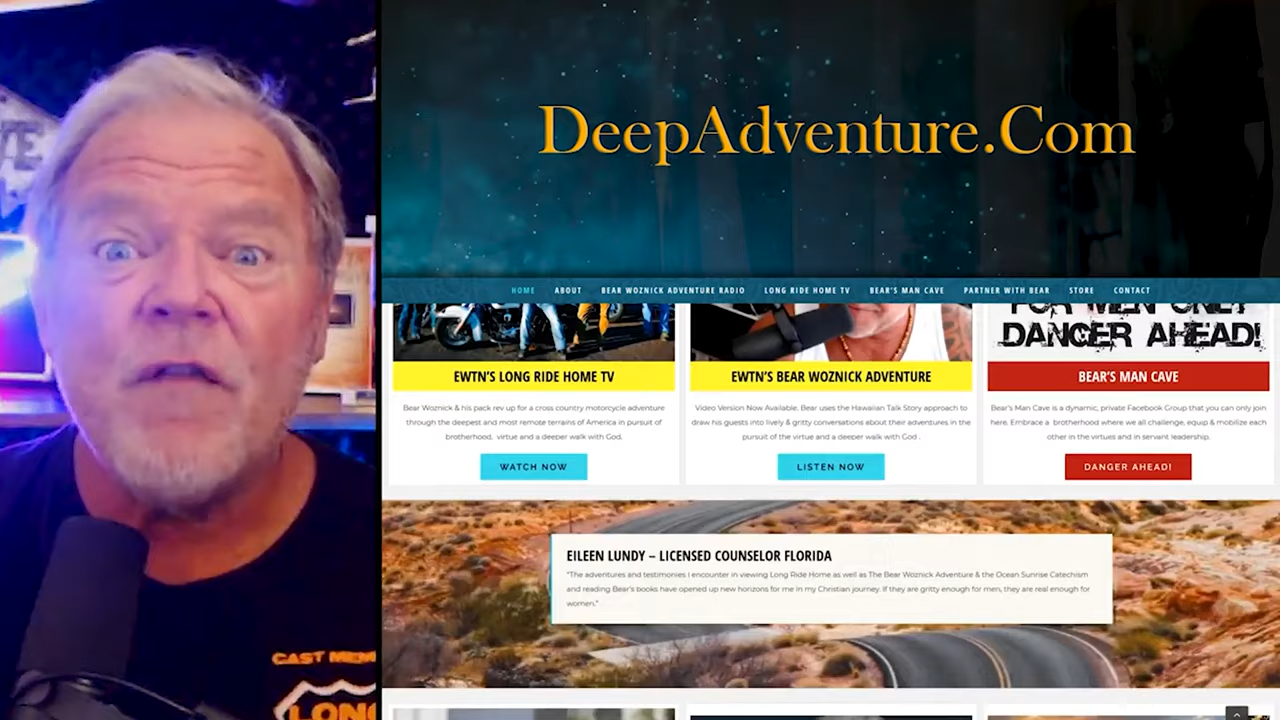 DeepAdventure.Com
HOME ABOUT BEAR WOZNICK ADVENTURE RADIO LONG RIDE HOME TV BEAR'S MAN CAVE PARTNER WITH BEAR STORE CONTACT
FOR MEN ONLY
DANGER AHEAD!
EWTN'S LONG RIDE HOME TV
Bear Woznick & his pack rev up for a cross country motorcycle adventure
through the deepest and most remote terrains of America in pursuit of
brotherhood, virtue and a deeper walk with God.
WATCH NOW
EWTN'S BEAR WOZNICK ADVENTURE
Video Version Now Available. Bear uses the Hawaiian Talk Story approach to
draw his guests into lively & gritty conversations about their adventures in the
pursuit of the virtue and a deeper walk with God .
LISTEN NOW
BEAR'S MAN CAVE
Bear's Man Cave is a dynamic, private Facebook Group that you can only join
here. Embrace a brotherhood where we all challenge, equip & mobilize each
other in the virtues and in servant leadership.
DANGER AHEAD!
EILEEN LUNDY – LICENSED COUNSELOR FLORIDA
"The adventures and testimonies I encounter in viewing Long Ride Home as well as The Bear Woznick Adventure & the Ocean Sunrise Catechism
and reading Bear's books have opened up new horizons for me in my Christian journey. If they are gritty enough for men, they are real enough for
women."
CAST MEM
LONG